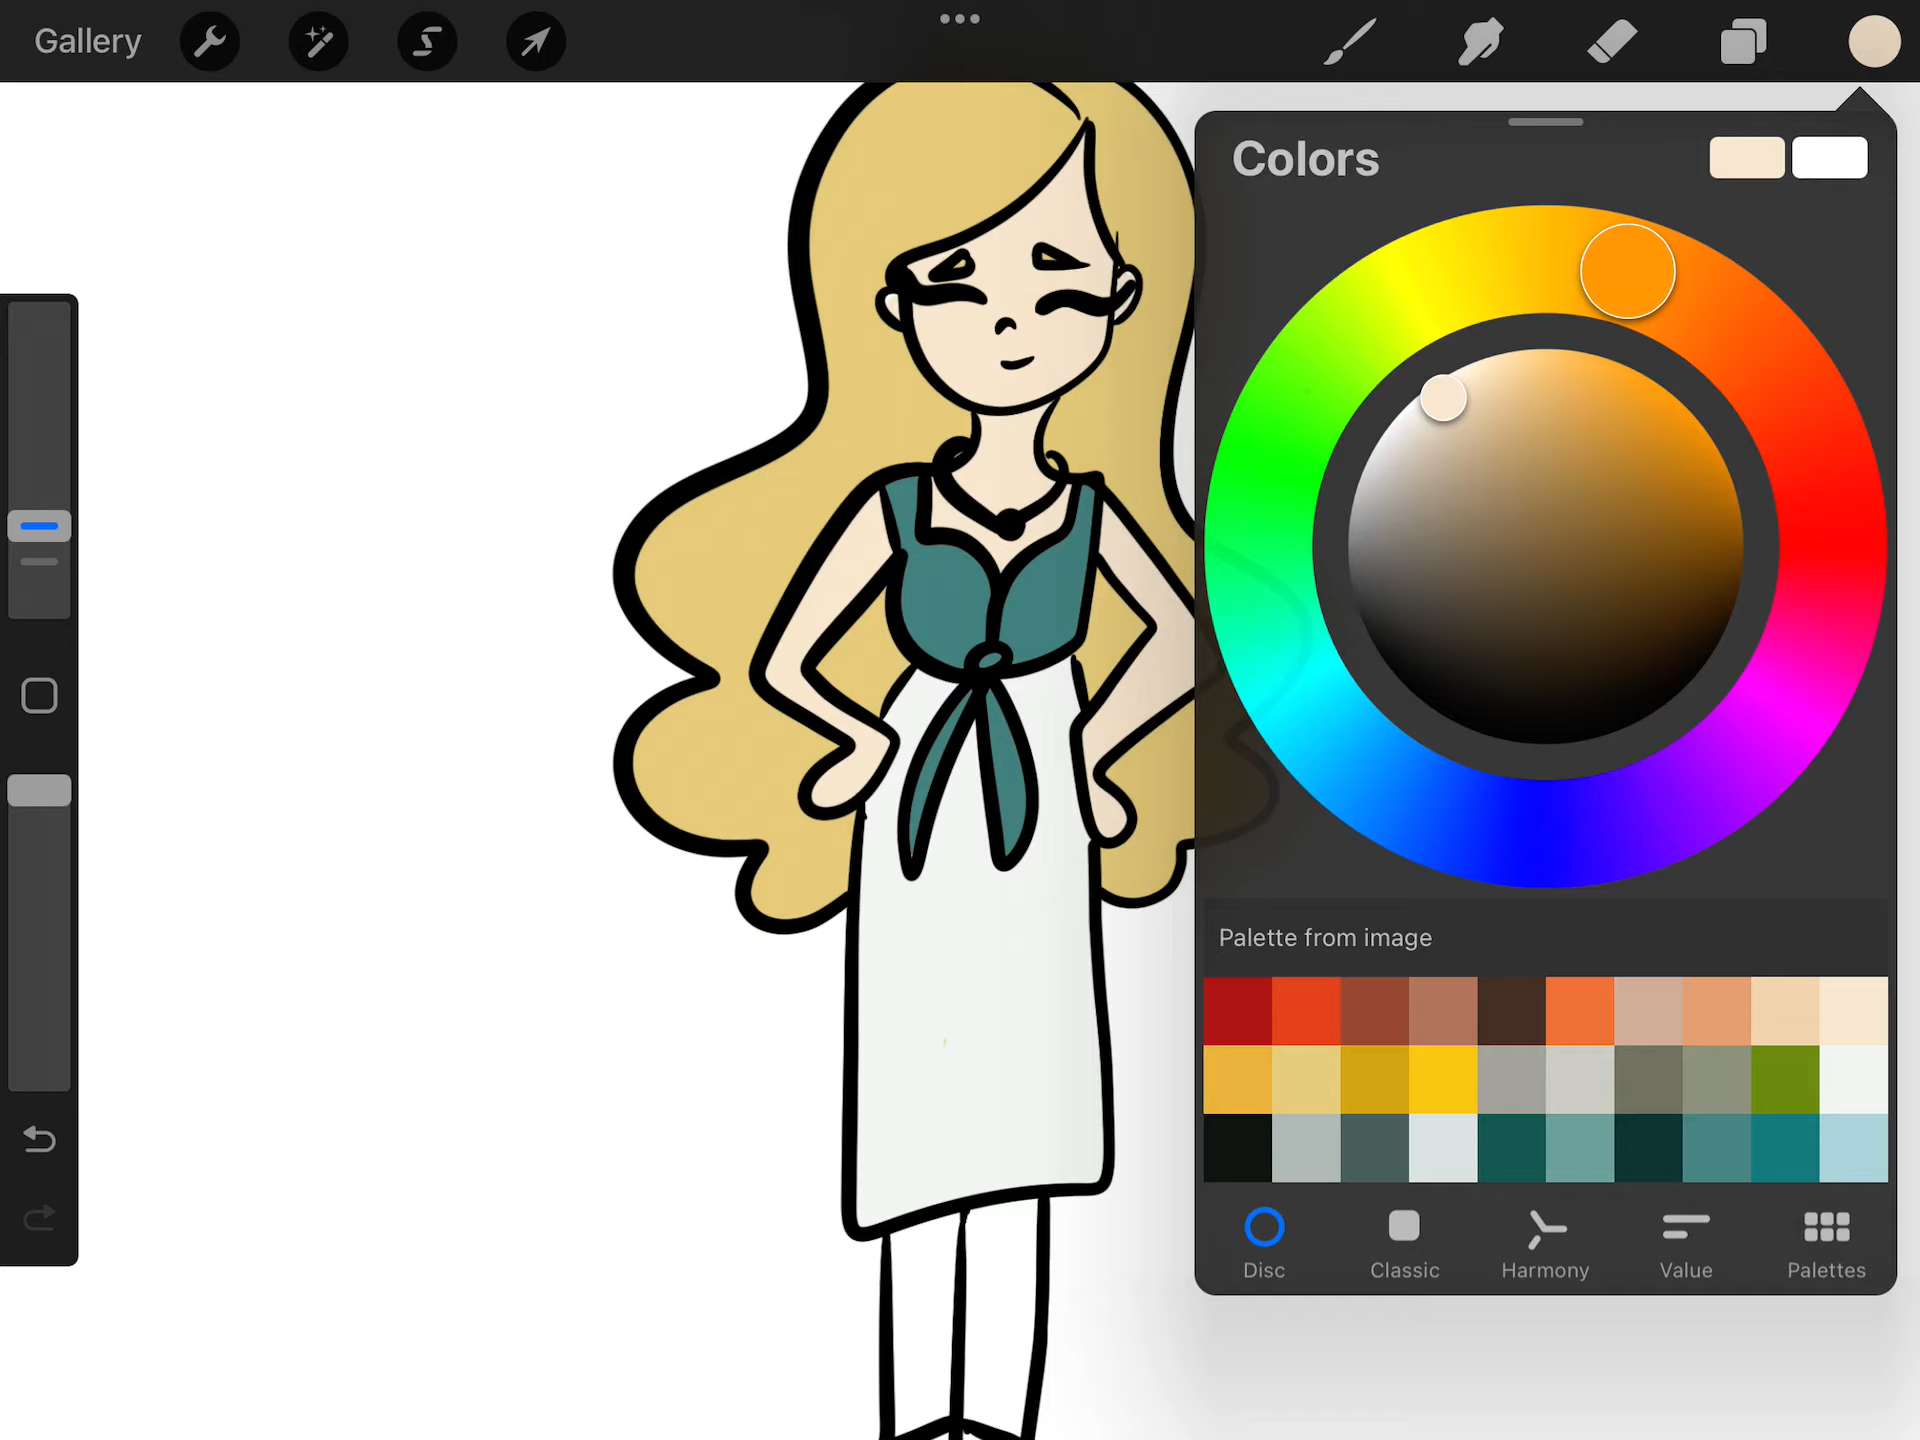 Gallery
Colors
Palette from image
Disc
Classic
Harmony
Value
Palettes